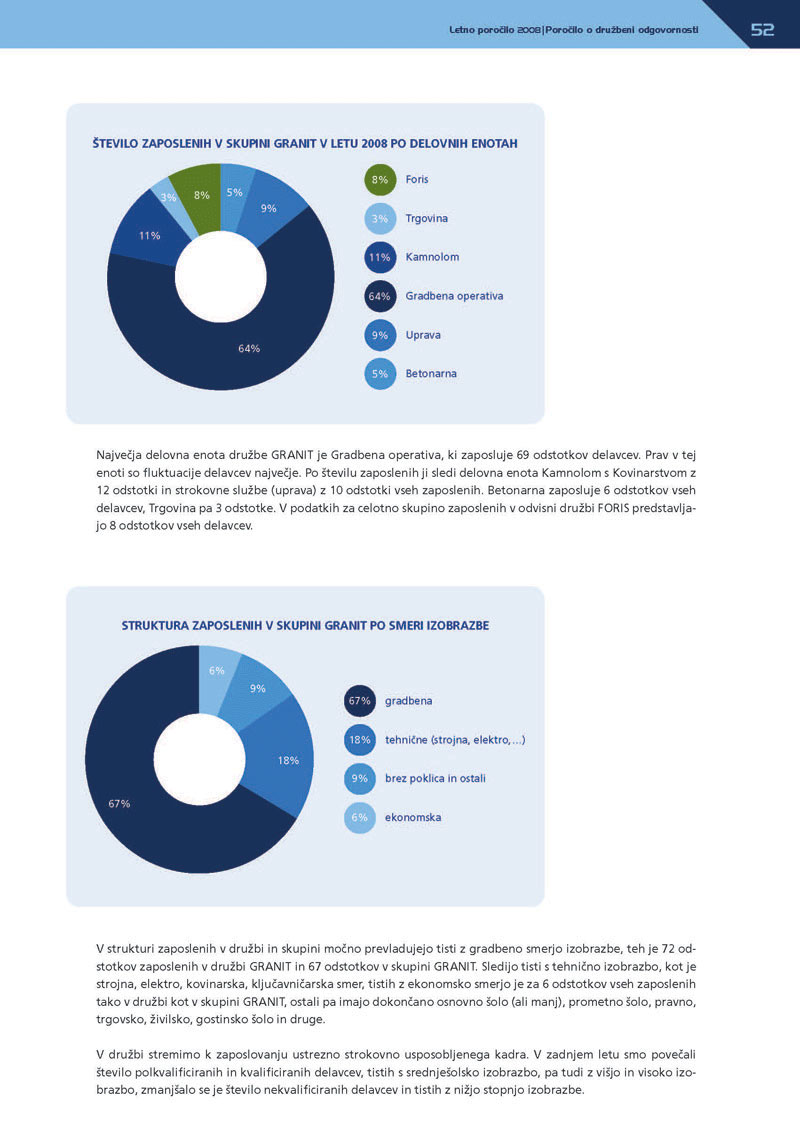 Letno poročilo 2008|Poročilo o družbeni odgovornosti
52
ŠTEVILO ZAPOSLENIH V SKUPINI GRANIT V LETU 2008 PO DELOVNIH ENOTAH
5%
9%
64%
11%
3%
8%
8% Foris
3% Trgovina
11% Kamnolom
64% Gradbena operativa
9% Uprava
5% Betonarna
Največja delovna enota družbe GRANIT je Gradbena operativa, ki zaposluje 69 odstotkov delavcev. Prav v tej
enoti so fluktuacije delavcev največje. Po številu zaposlenih ji sledi delovna enota Kamnolom s Kovinarstvom z
12 odstotki in strokovne službe (uprava) z 10 odstotki vseh zaposlenih. Betonarna zaposluje 6 odstotkov vseh
delavcev, Trgovina pa 3 odstotke. V podatkih za celotno skupino zaposlenih v odvisni družbi FORIS predstavlja-
jo 8 odstotkov vseh delavcev.
STRUKTURA ZAPOSLENIH V SKUPINI GRANIT PO SMERI IZOBRAZBE
6%
9%
18%
67%
67% gradbena
18% tehnične (strojna, elektro,...)
9% brez poklica in ostali
6% ekonomska
V strukturi zaposlenih v družbi in skupini močno prevladujejo tisti z gradbeno smerjo izobrazbe, teh je 72 od-
stotkov zaposlenih v družbi GRANIT in 67 odstotkov v skupini GRANIT. Sledijo tisti s tehnično izobrazbo, kot je
strojna, elektro, kovinarska, ključavničarska smer, tistih z ekonomsko smerjo je za 6 odstotkov vseh zaposlenih
tako v družbi kot v skupini GRANIT, ostali pa imajo dokončano osnovno šolo (ali manj), prometno šolo, pravno,
trgovsko, živilsko, gostinsko šolo in druge.
V družbi stremimo k zaposlovanju ustrezno strokovno usposobljenega kadra. V zadnjem letu smo povečali
število polkvalificiranih in kvalificiranih delavcev, tistih s srednješolsko izobrazbo, pa tudi z višjo in visoko izo-
brazbo, zmanjšalo se je število nekvalificiranih delavcev in tistih z nižjo stopnjo izobrazbe.